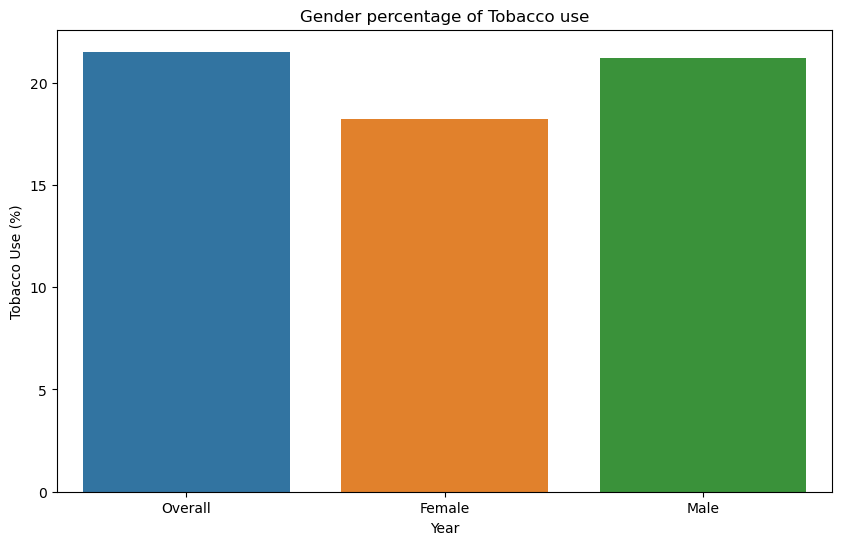 Gender percentage of Tobacco use
Tobacco Use (%)
20
15
10
5
0
Overall Female Male
Year